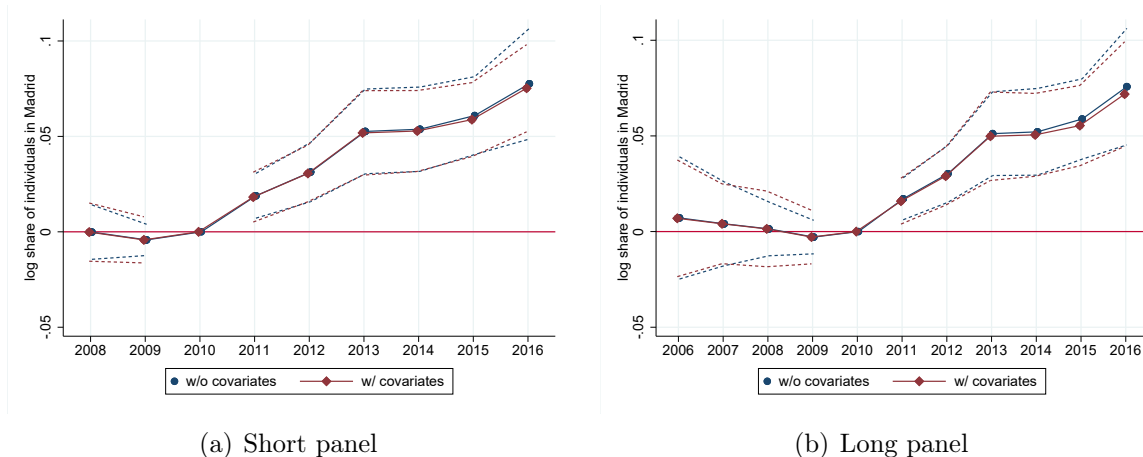 log share of individuals in Madrid
.1
.05
0
-.05
2008 2009 2010 2011 2012 2013 2014 2015 2016
w/o covariates w/ covariates
(a) Short panel
log share of individuals in Madrid
.1
.05
0
-.05
2006 2007 2008 2009 2010 2011 2012 2013 2014 2015 2016
w/o covariates w/ covariates
(b) Long panel